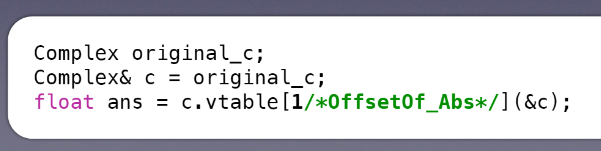 Complex original_c;
Complex& c = original_c;
float ans = c.vtable[1/*OffsetOf_Abs*/](&c);